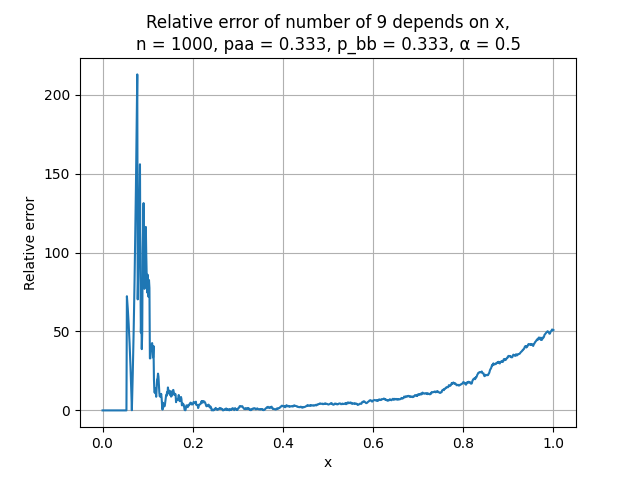 Relative error of number of 9 depends on x,
n = 1000, paa = 0.333, p_bb = 0.333, α = 0.5
200
150
100
50
0
Relative error
0.0 0.2 0.4 0.6 0.8 1.0
x